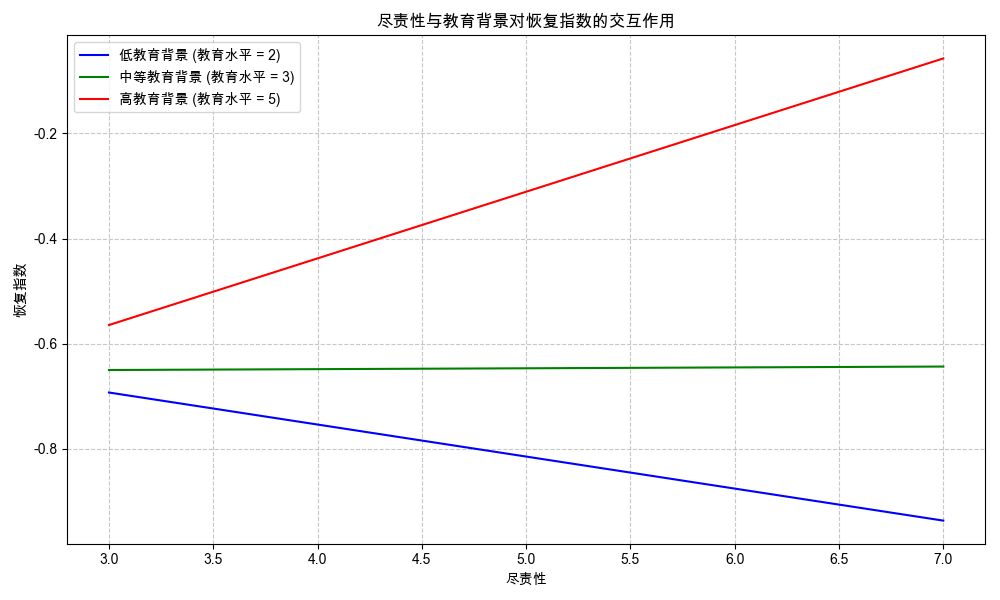 尽责性与教育背景对恢复指数的交互作用
低教育背景 (教育水平 = 2)
中等教育背景 (教育水平 = 3)
高教育背景 (教育水平 = 5)
-0.2
-0.4
-0.6
-0.8
恢复指数
3.0 3.5 4.0 4.5 5.0 5.5 6.0 6.5 7.0
尽责性